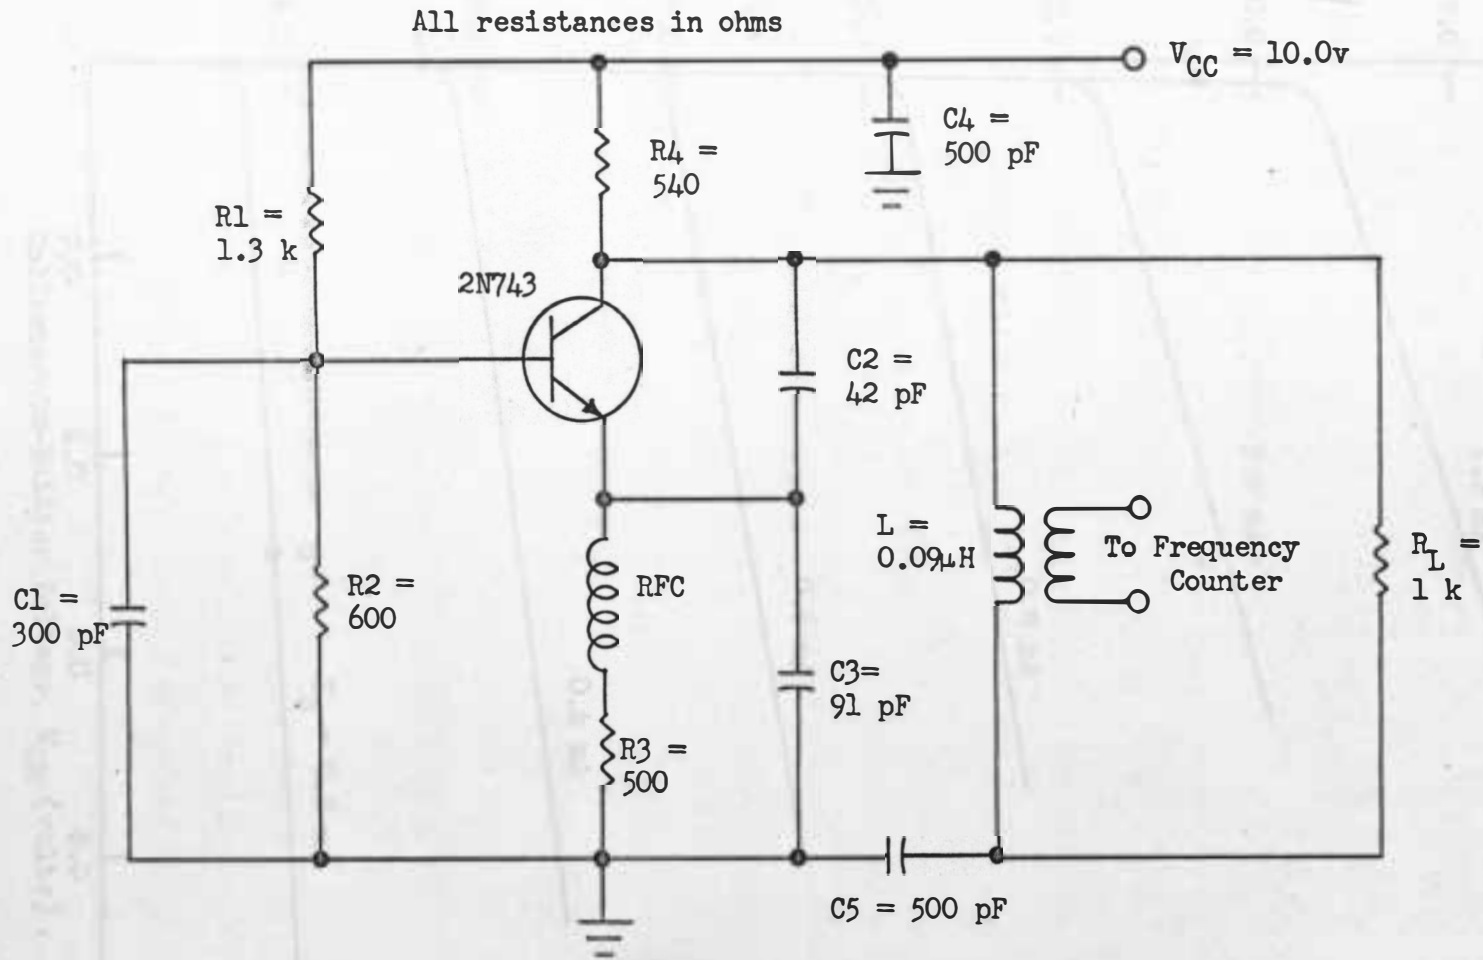 All resistances in ohms
V_CC = 10.0v
C4 =
500 pF
R4 =
540
R1 =
1.3 k
2N743
C2 =
42 pF
L =
0.09μH
To Frequency
Counter
R_L =
1 k
C1 =
300 pF
R2 =
600
RFC
C3=
91 pF
R3 =
500
C5 = 500 pF